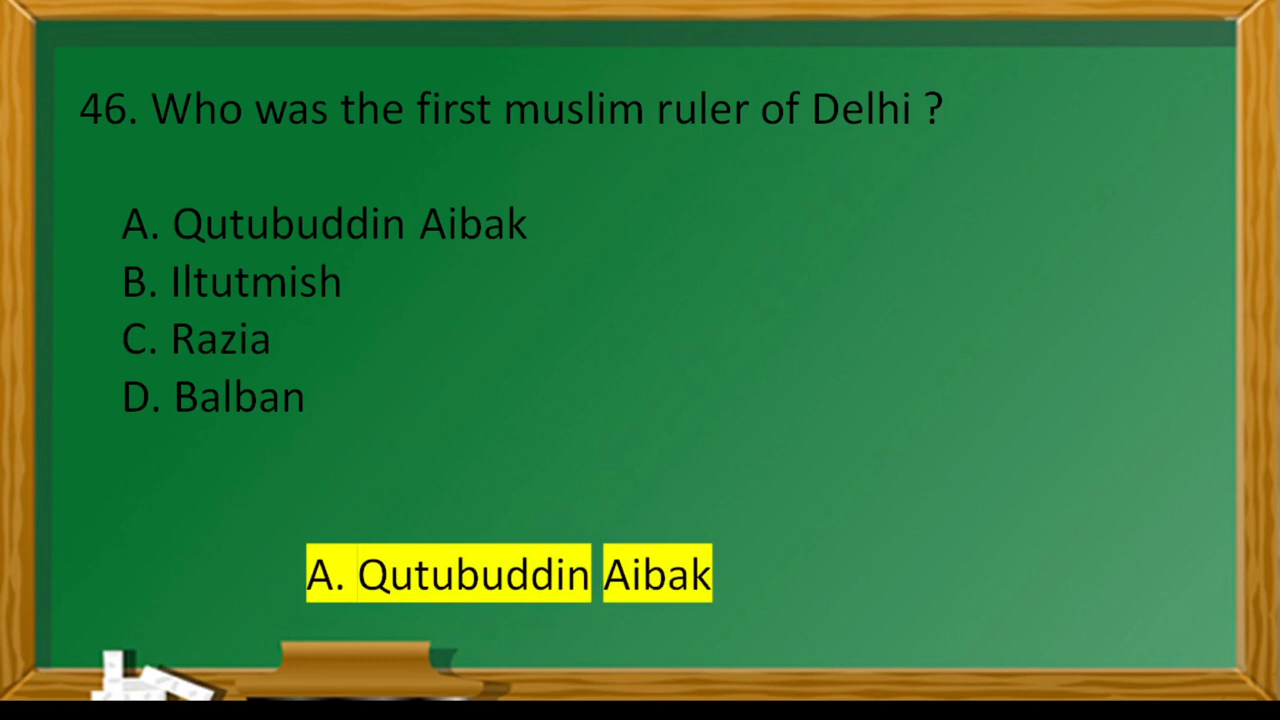 46. Who was the first muslim ruler of Delhi ?
A. Qutubuddin Aibak
B. Iltutmish
C. Razia
D. Balban
A. Qutubuddin Aibak